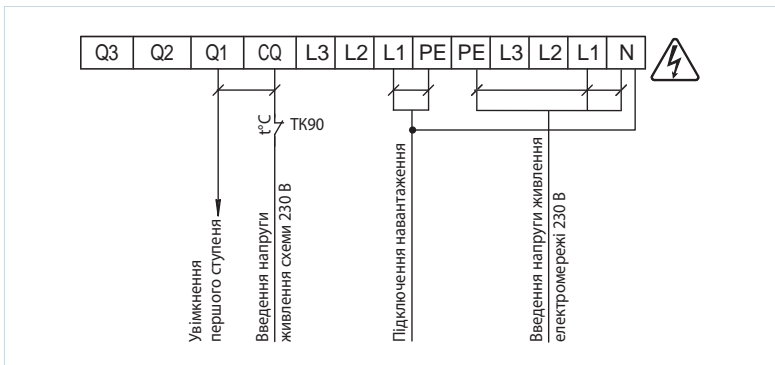 Q3 Q2 Q1 CQ L3 L2 L1 PE PE L3 L2 L1 N
t°C
TK90
Увімкнення
першого ступеня
Введення напруги
живлення схеми 230 В
Підключення навантаження
Введення напруги живлення
електромережі 230 В